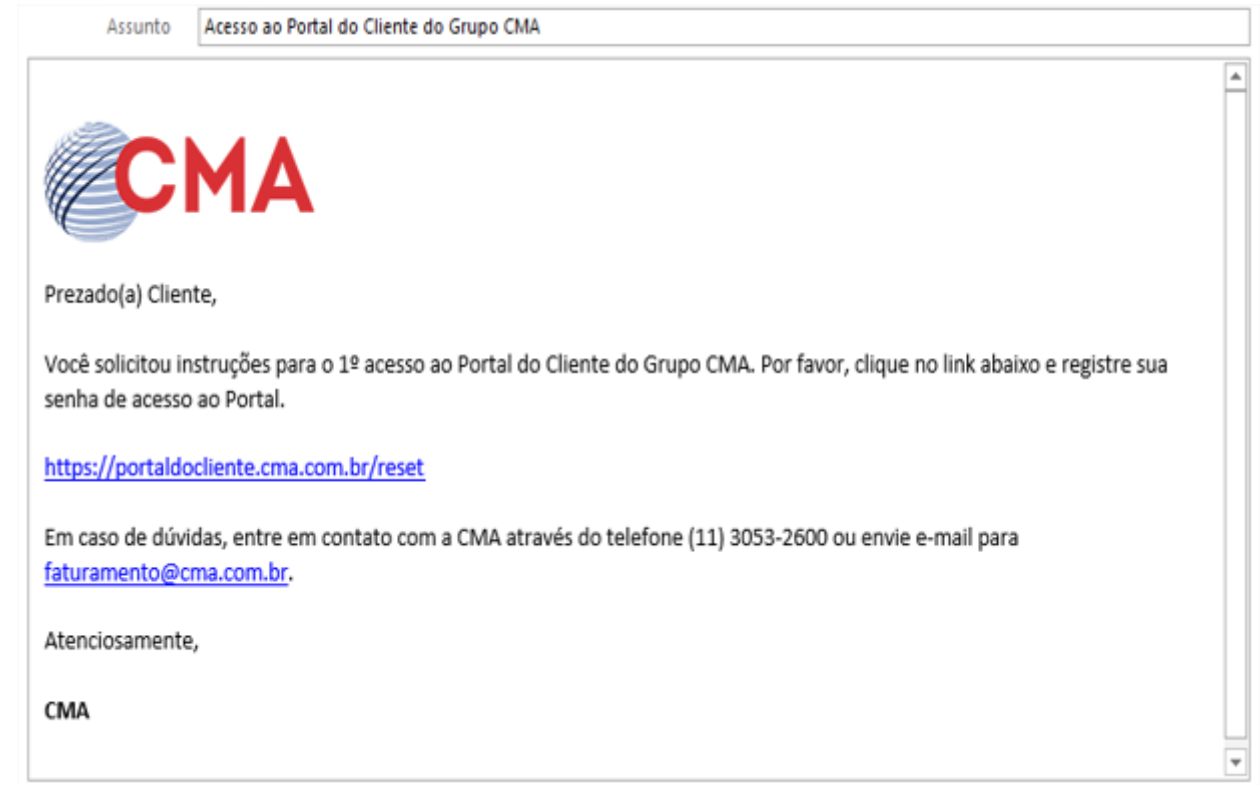 Assunto Acesso ao Portal do Cliente do Grupo CMA
CMA
Prezado(a) Cliente,
Você solicitou instruções para o 1º acesso ao Portal do Cliente do Grupo CMA. Por favor, clique no link abaixo e registre sua
senha de acesso ao Portal.
https://portaldocliente.cma.com.br/reset
Em caso de dúvidas, entre em contato com a CMA através do telefone (11) 3053-2600 ou envie e-mail para
faturamento@cma.com.br.
Atenciosamente,
CMA